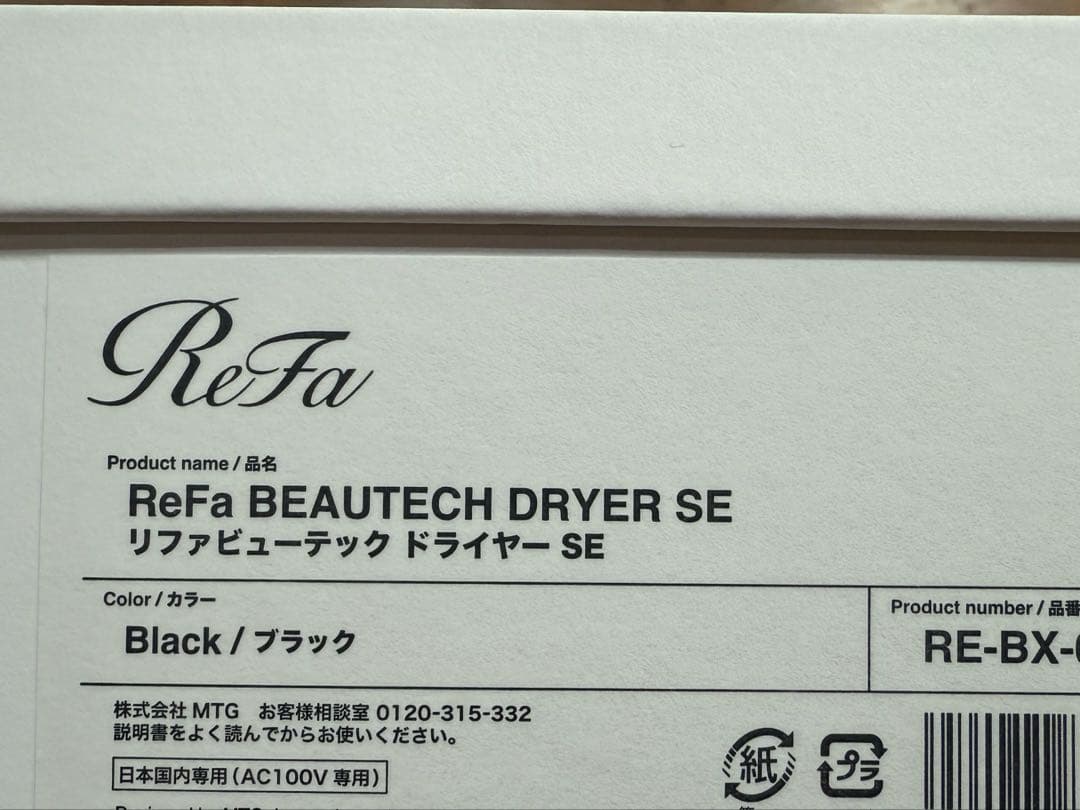 ReFa
Product name / 品名
ReFa BEAUTECH DRYER SE
リファビューテック ドライヤー SE
Color / カラー
Black / ブラック
Product number / 品番
RE-BX-
株式会社 MTG お客様相談室 0120-315-332
説明書をよく読んでからお使いください。
日本国内専用(AC100V 専用)
紙
プラ